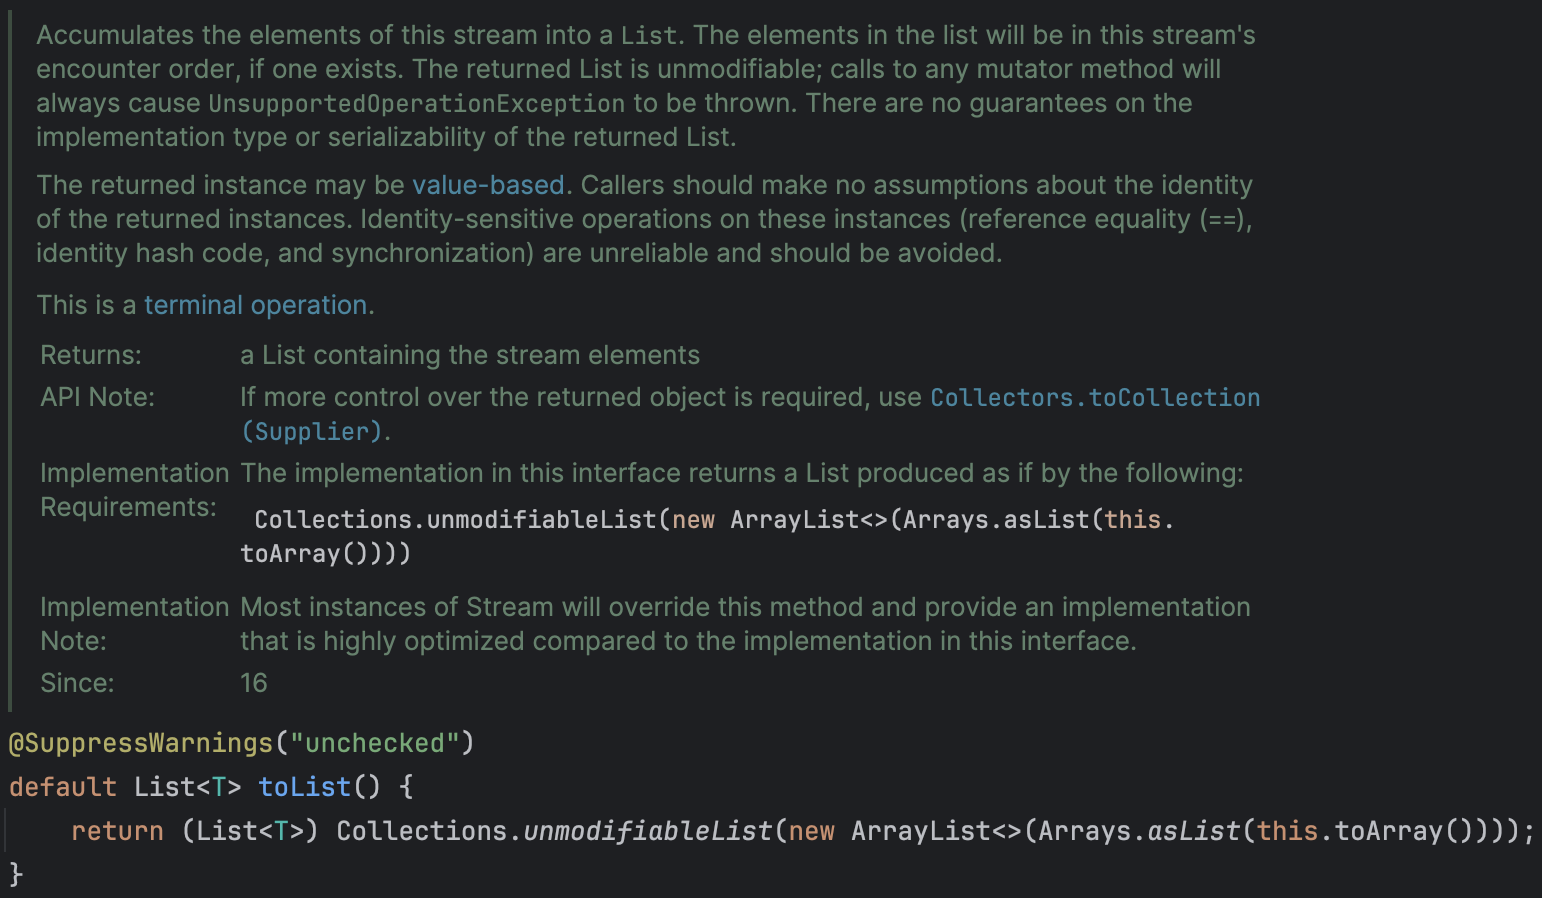 Accumulates the elements of this stream into a List. The elements in the list will be in this stream's
encounter order, if one exists. The returned List is unmodifiable; calls to any mutator method will
always cause UnsupportedOperationException to be thrown. There are no guarantees on the
implementation type or serializability of the returned List.
The returned instance may be value-based. Callers should make no assumptions about the identity
of the returned instances. Identity-sensitive operations on these instances (reference equality (==),
identity hash code, and synchronization) are unreliable and should be avoided.
This is a terminal operation.
Returns: a List containing the stream elements
API Note: If more control over the returned object is required, use Collectors.toCollection
(Supplier).
Implementation The implementation in this interface returns a List produced as if by the following:
Requirements:
Collections.unmodifiableList(new ArrayList<>(Arrays.asList(this.
toArray())))
Implementation Most instances of Stream will override this method and provide an implementation
Note: that is highly optimized compared to the implementation in this interface.
Since: 16
@SuppressWarnings("unchecked")
default List<T> toList() {
    return (List<T>) Collections.unmodifiableList(new ArrayList<>(Arrays.asList(this.toArray())));
}